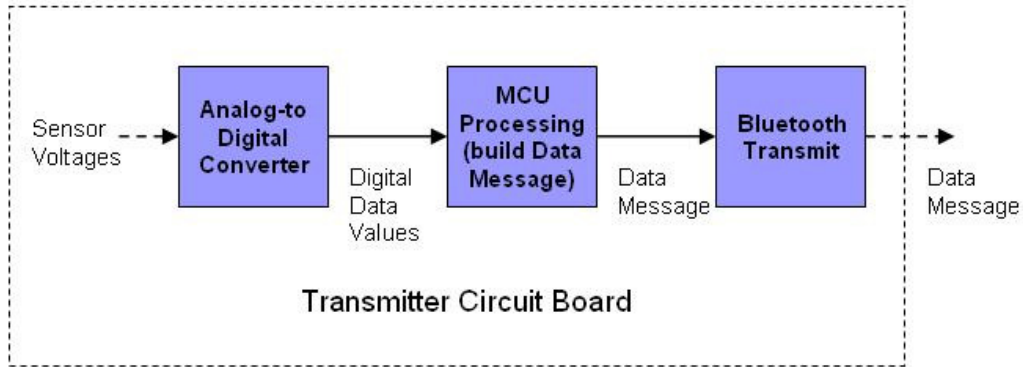 Sensor
Voltages
Analog-to
Digital
Converter
Digital
Data
Values
MCU
Processing
(build Data
Message)
Data
Message
Bluetooth
Transmit
Data
Message
Transmitter Circuit Board